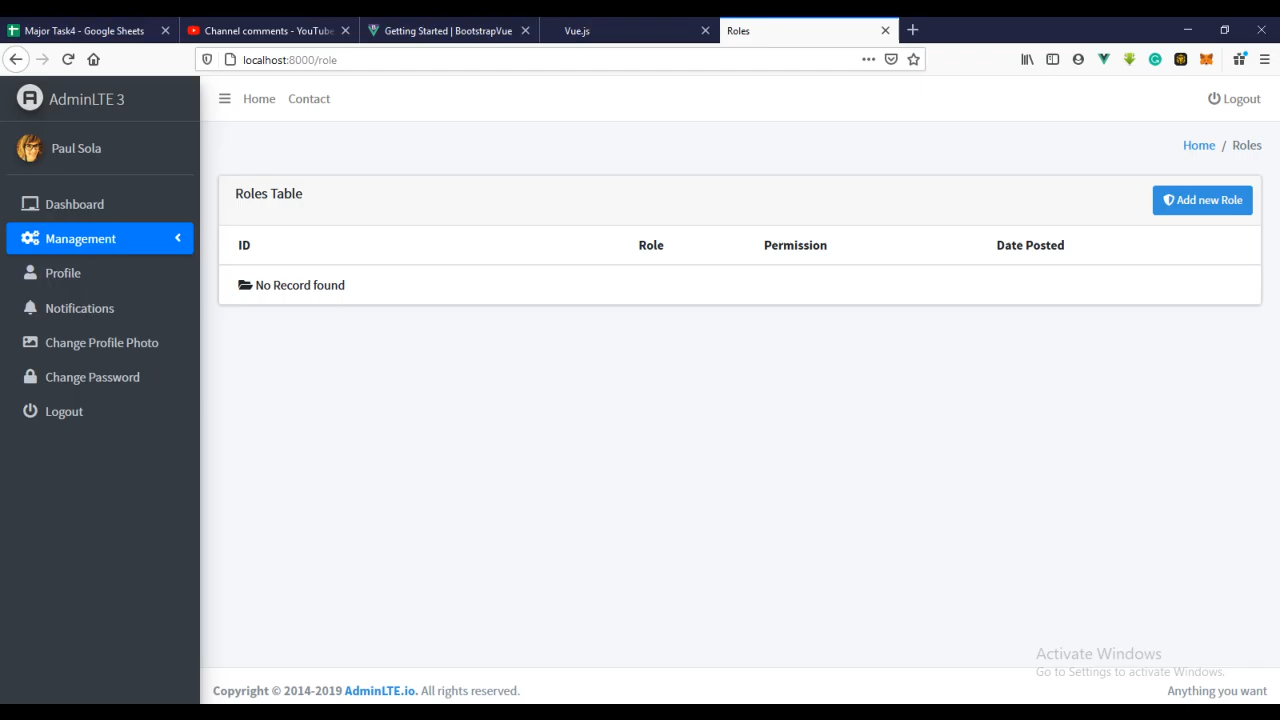 Major Task4 - Google Sheets
Channel comments - YouTube
Getting Started | BootstrapVue
Vue.js
Roles
localhost:8000/role
AdminLTE 3
Home
Contact
Logout
Paul Sola
Home / Roles
Roles Table
Add new Role
Dashboard
Management
Profile
Notifications
Change Profile Photo
Change Password
Logout
ID Role Permission Date Posted
No Record found
Activate Windows
Go to Settings to activate Windows.
Copyright © 2014-2019 AdminLTE.io. All rights reserved.
Anything you want